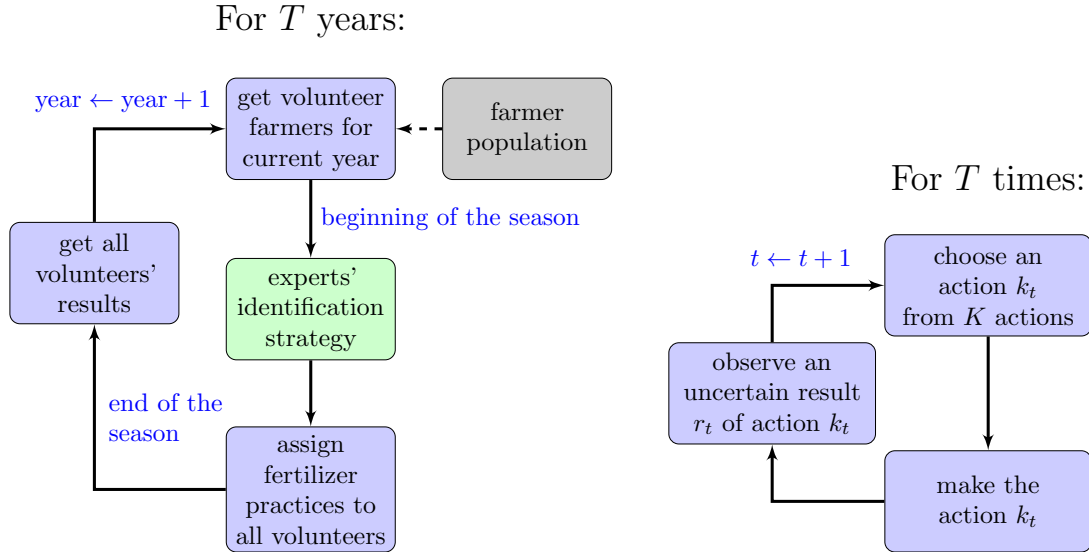 For T years:
year ← year + 1
get volunteer
farmers for
current year
farmer
population
beginning of the season
get all
volunteers'
results
experts'
identification
strategy
end of the
season
assign
fertilizer
practices to
all volunteers
For T times:
t ← t + 1
choose an
action k_t
from K actions
observe an
uncertain result
r_t of action k_t
make the
action k_t